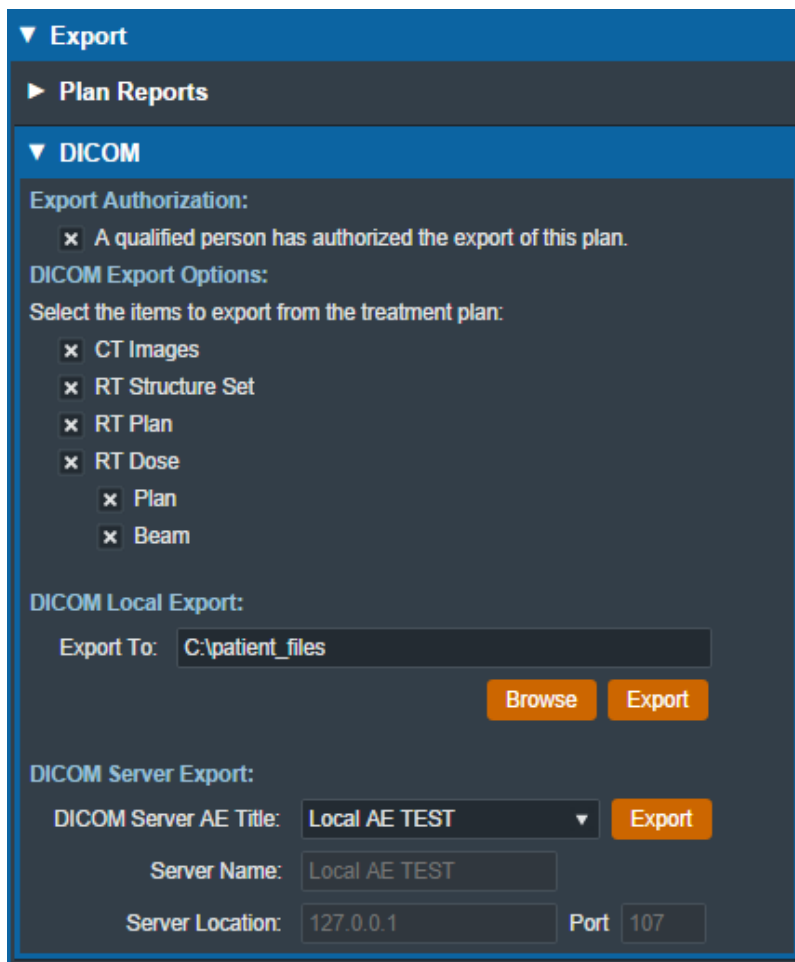 Export
Plan Reports
DICOM
Export Authorization:
A qualified person has authorized the export of this plan.
DICOM Export Options:
Select the items to export from the treatment plan:
CT Images
RT Structure Set
RT Plan
RT Dose
Plan
Beam
DICOM Local Export:
Export To: C:\patient_files
Browse Export
DICOM Server Export:
DICOM Server AE Title: Local AE TEST Export
Server Name: Local AE TEST
Server Location: 127.0.0.1 Port 107